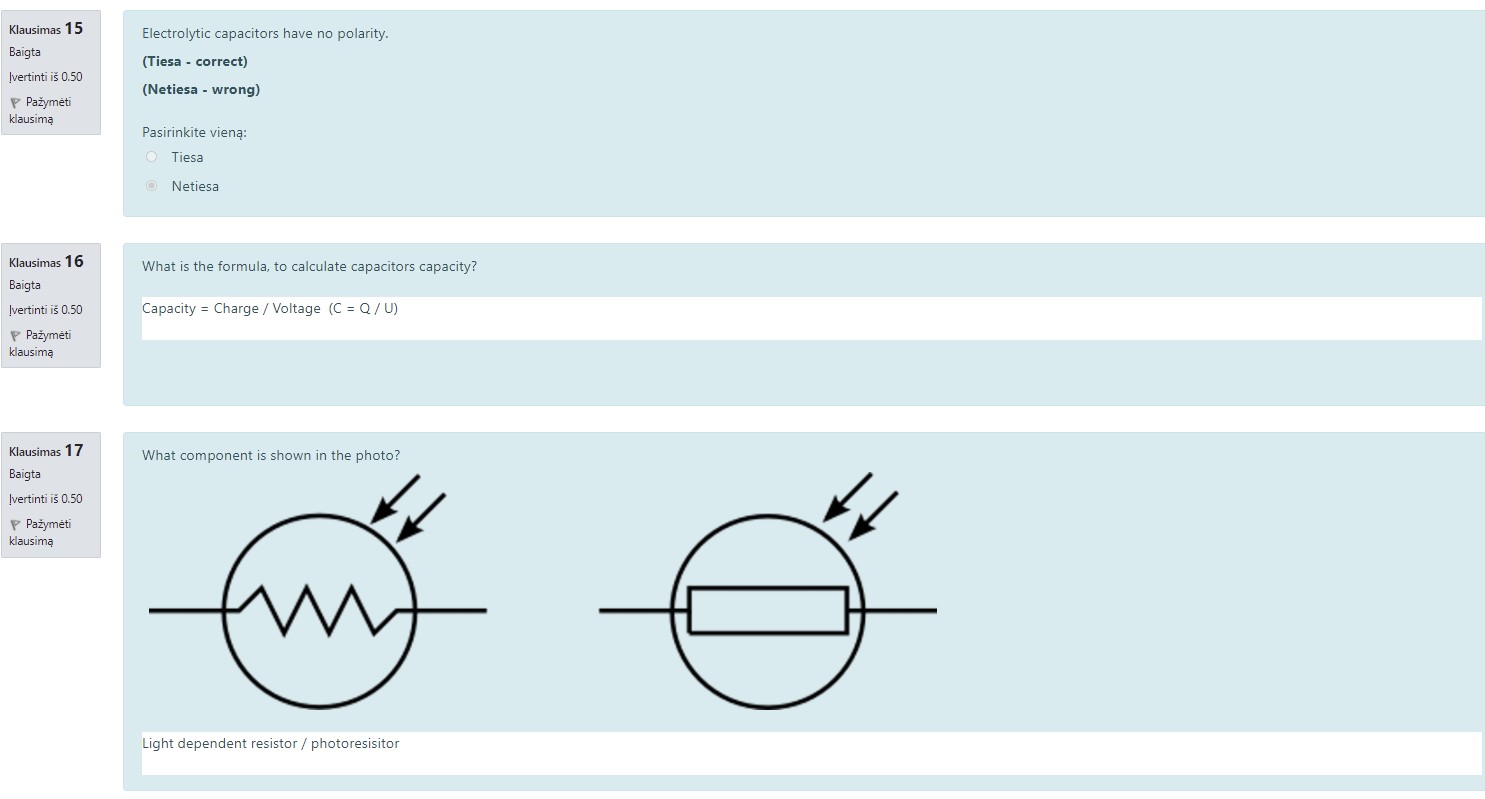 Klausimas 15
Baigta
Įvertinti iš 0.50
Pažymėti
klausimą
Electrolytic capacitors have no polarity.
(Tiesa - correct)
(Netiesa - wrong)
Pasirinkite vieną:
Tiesa
Netiesa
Klausimas 16
Baigta
Įvertinti iš 0.50
Pažymėti
klausimą
What is the formula, to calculate capacitors capacity?
Capacity = Charge / Voltage  (C = Q / U)
Klausimas 17
Baigta
Įvertinti iš 0.50
Pažymėti
klausimą
What component is shown in the photo?
Light dependent resistor / photoresisitor